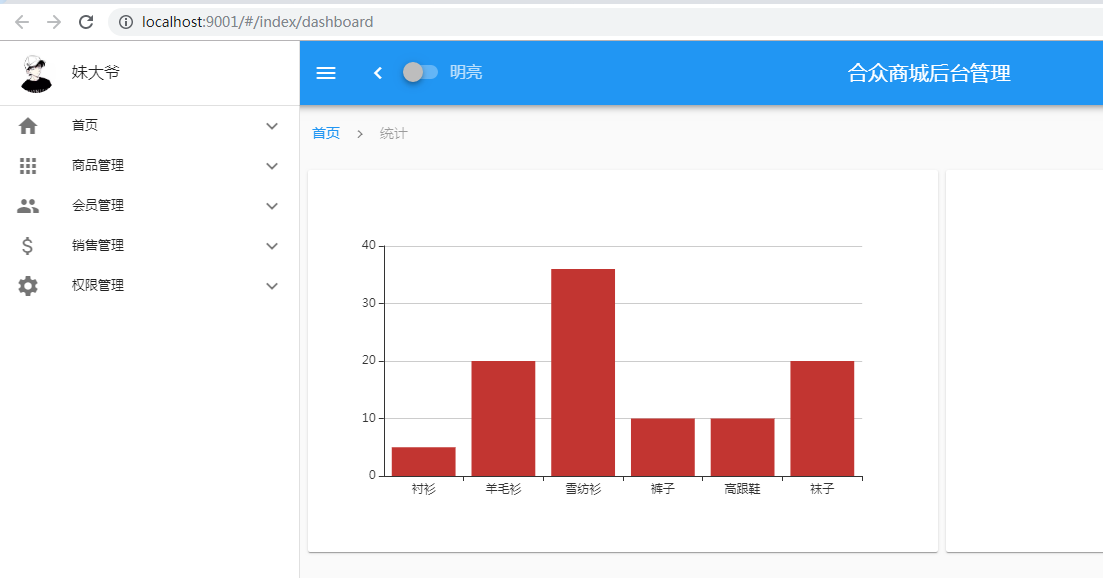 localhost:9001/#/index/dashboard
妹大爷
明亮
合众商城后台管理
首页
商品管理
会员管理
销售管理
权限管理
首页 > 统计
40
30
20
10
0
衬衫 羊毛衫 雪纺衫 裤子 高跟鞋 袜子